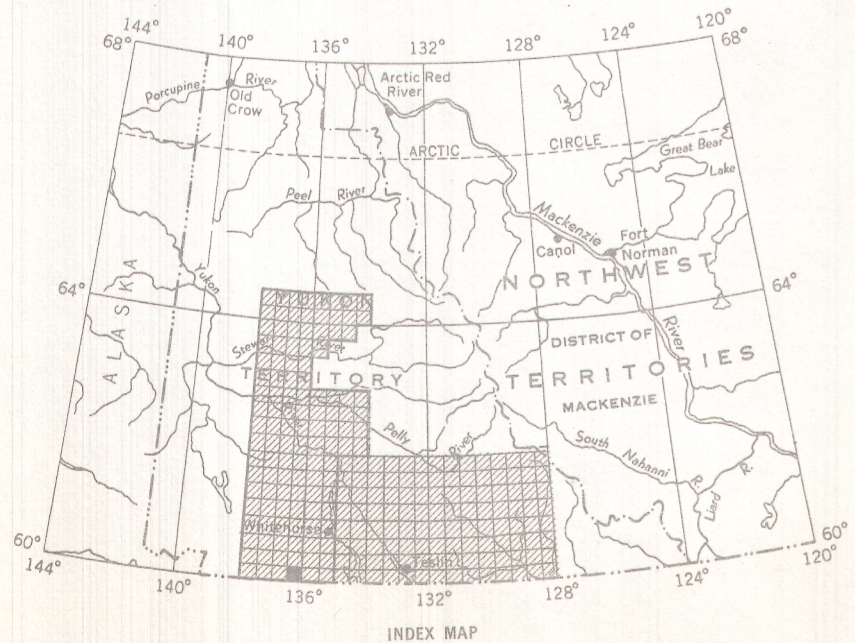 144° 140° 136° 132° 128° 124° 120°
68° 68°
Porcupine River
Old
Crow
Arctic Red
River
ARCTIC CIRCLE
Great Bear
Lake
Peel River
Mackenzie
Canol
Fort
Norman
NORTHWEST
64° 64°
ALASKA
Yukon
YUKON
Stewart River
DISTRICT OF
River
TERRITORY
TERRITORIES
MACKENZIE
Pelly
River
South
Nahanni
R.
Liard
R.
Whitehorse
Teslin
60° 60°
144° 140° 136° 132° 128° 124° 120°
INDEX MAP